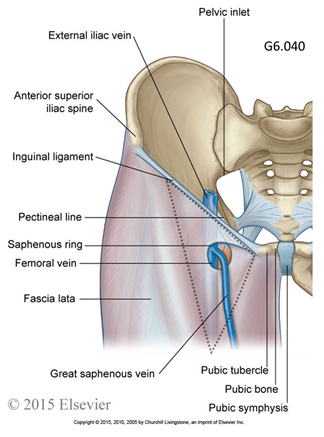 Pelvic inlet
External iliac vein
G6.040
Anterior superior
iliac spine
Inguinal ligament
Pectineal line
Saphenous ring
Femoral vein
Fascia lata
Great saphenous vein
Pubic tubercle
Pubic bone
Pubic symphysis
© 2015 Elsevier
Copyright © 2015, 2010, 2005 by Churchill Livingstone, an imprint of Elsevier Inc.